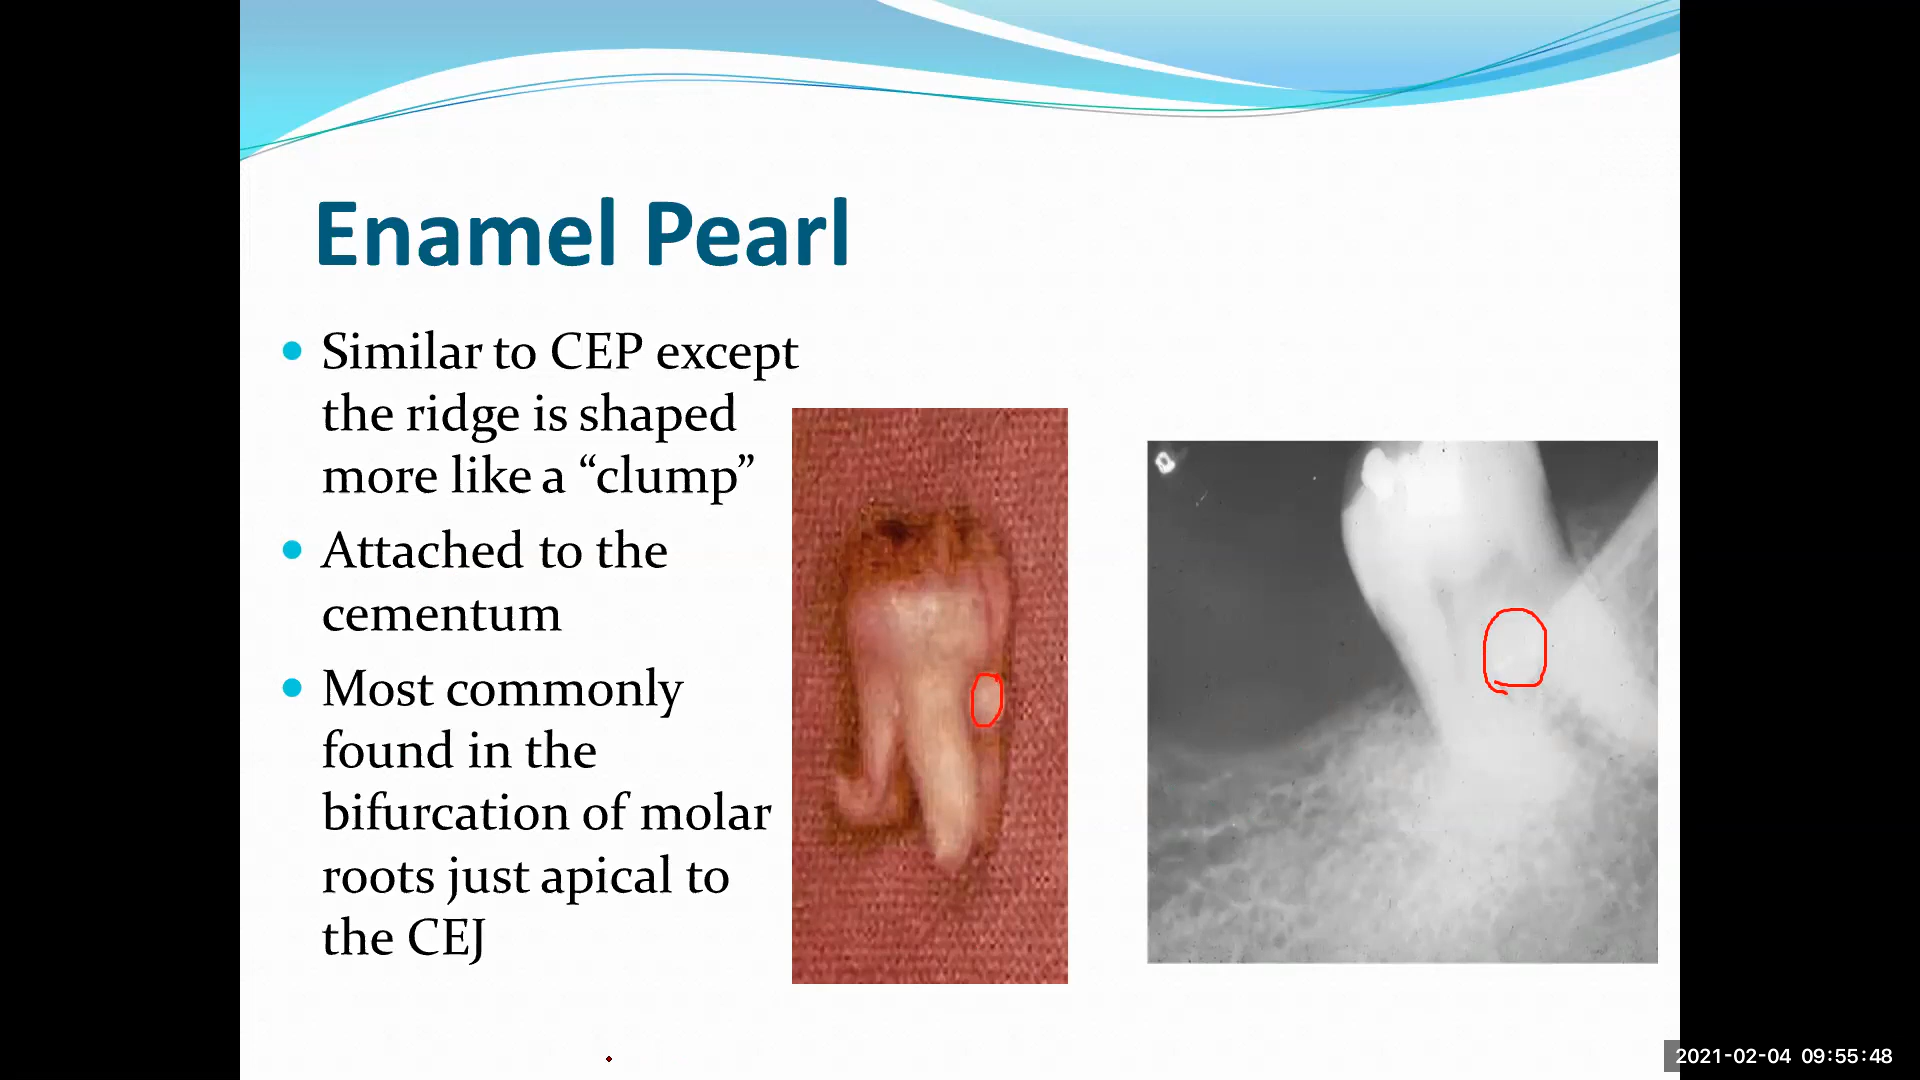 Enamel Pearl
• Similar to CEP except
the ridge is shaped
more like a “clump”
• Attached to the
cementum
• Most commonly
found in the
bifurcation of molar
roots just apical to
the CEJ
2021-02-04 09:55:48